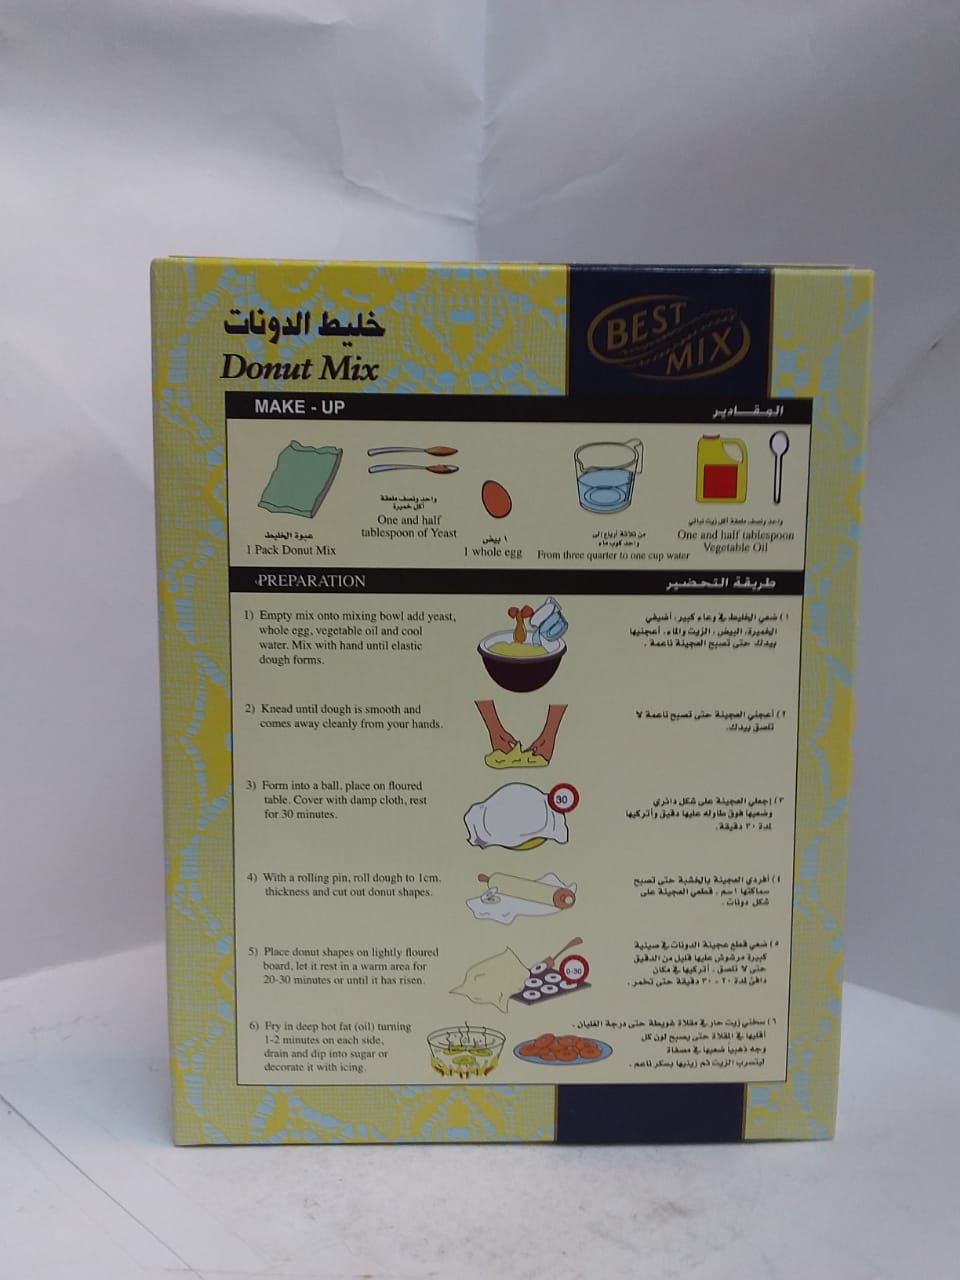 خليط الدونات
Donut Mix
BEST
MIX
MAKE - UP
المقادير
عبوة الخليط
1 Pack Donut Mix
واحد ونصف ملعقة
أكل خميرة
One and half
tablespoon of Yeast
١ بيض
1 whole egg
من ثلاثة أرباع إلى
واحد كوب ماء
From three quarter to one cup water
واحد ونصف ملعقة أكل زيت نباتي
One and half tablespoon
Vegetable Oil
PREPARATION
طريقة التحضير
1) Empty mix onto mixing bowl add yeast,
whole egg, vegetable oil and cool
water. Mix with hand until elastic
dough forms.
١) ضعي الخليط في وعاء كبير، أضيفي
الخميرة، البيض، الزيت والماء. أعجنيها
بيدك حتى تصبح العجينة ناعمة .
2) Knead until dough is smooth and
comes away cleanly from your hands.
٢) أعجني العجينة حتى تصبح ناعمة لا
تلصق بيدك.
3) Form into a ball, place on floured
table. Cover with damp cloth, rest
for 30 minutes.
30
٣) إجعلي العجينة على شكل دائري
وضعيها فوق طاوله عليها دقيق وأتركيها
لمدة ٣٠ دقيقة.
4) With a rolling pin, roll dough to 1cm.
thickness and cut out donut shapes.
٤) أفردي العجينة بالخشبة حتى تصبح
سماكتها ١ سم . قطعي العجينة على
شكل دونات .
5) Place donut shapes on lightly floured
board, let it rest in a warm area for
20-30 minutes or until it has risen.
0-30
٥) ضعي قطع عجينة الدونات في صينية
كبيرة مرشوش عليها قليل من الدقيق
حتى لا تلصق . أتركيها في مكان
دافئ لمدة ٢٠ - ٣٠ دقيقة حتى تخمر .
6) Fry in deep hot fat (oil) turning
1-2 minutes on each side,
drain and dip into sugar or
decorate it with icing.
٦) سخني زيت حار في مقلاة غويطة حتى درجة الغليان .
أقليها في المقلاة حتى يصبح لون كل
وجه ذهبياً ضعيها في مصفاة
ليتسرب الزيت ثم زينيها بسكر ناعم .